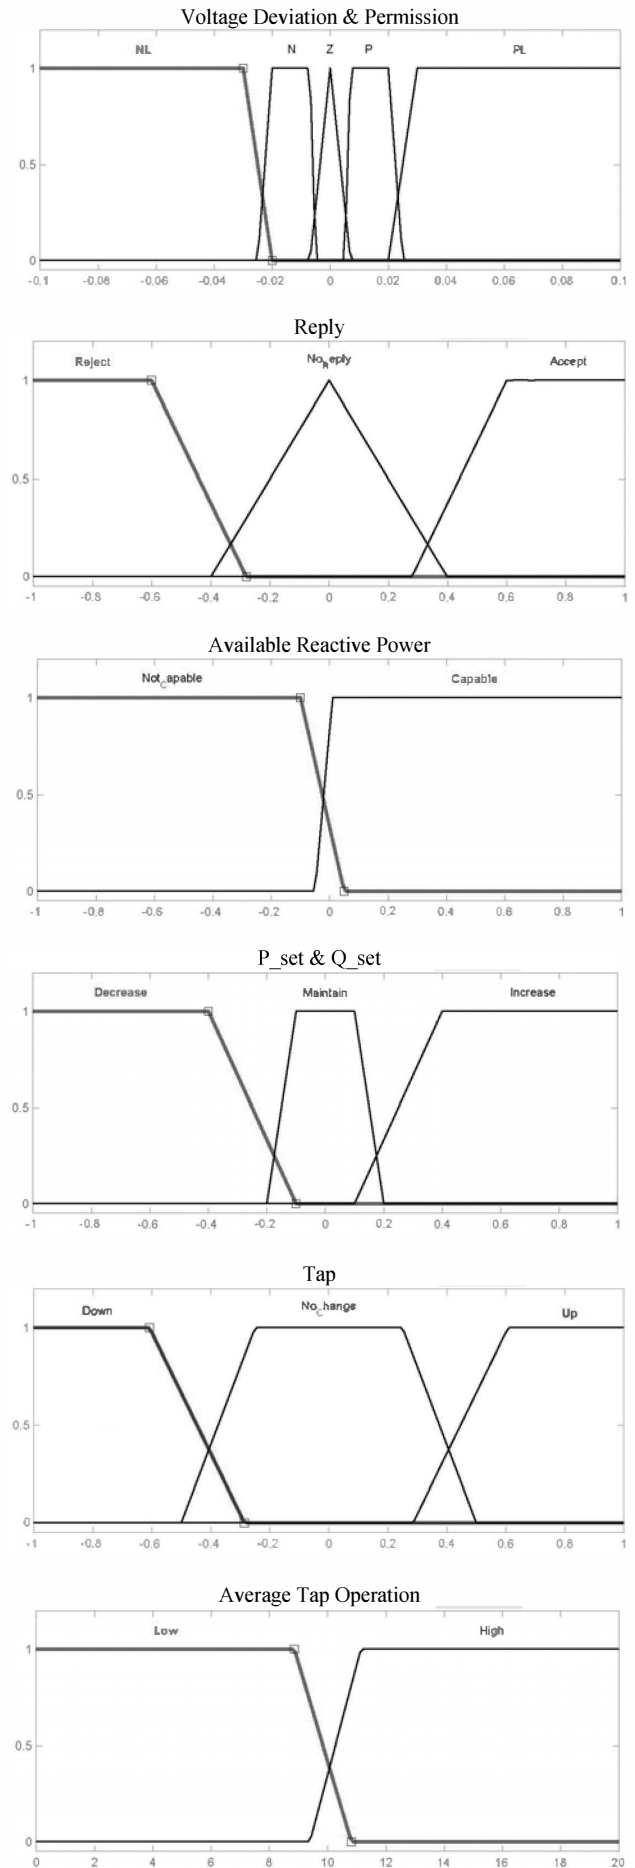 Voltage Deviation & Permission
NL N Z P PL
1
0.5
0
-0.1 -0.08 -0.06 -0.04 -0.02 0 0.02 0.04 0.06 0.08 0.1
Reply
Reject No_Reply Accept
1
0.5
0
-1 -0.8 -0.6 -0.4 -0.2 0 0.2 0.4 0.6 0.8 1
Available Reactive Power
Not_Capable Capable
1
0.5
0
-1 -0.8 -0.6 -0.4 -0.2 0 0.2 0.4 0.6 0.8 1
P_set & Q_set
Decrease Maintain Increase
1
0.5
0
-1 -0.8 -0.6 -0.4 -0.2 0 0.2 0.4 0.6 0.8 1
Tap
Down No_Change Up
1
0.5
0
-1 -0.8 -0.6 -0.4 -0.2 0 0.2 0.4 0.6 0.8 1
Average Tap Operation
Low High
1
0.5
0
0 2 4 6 8 10 12 14 16 18 20